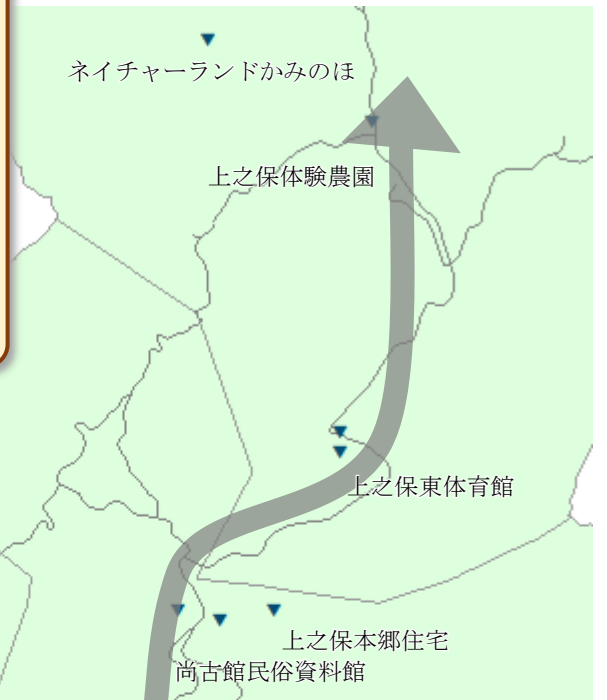 ネイチャーランドかみのほ
上之保体験農園
上之保東体育館
上之保本郷住宅
尚古館民俗資料館